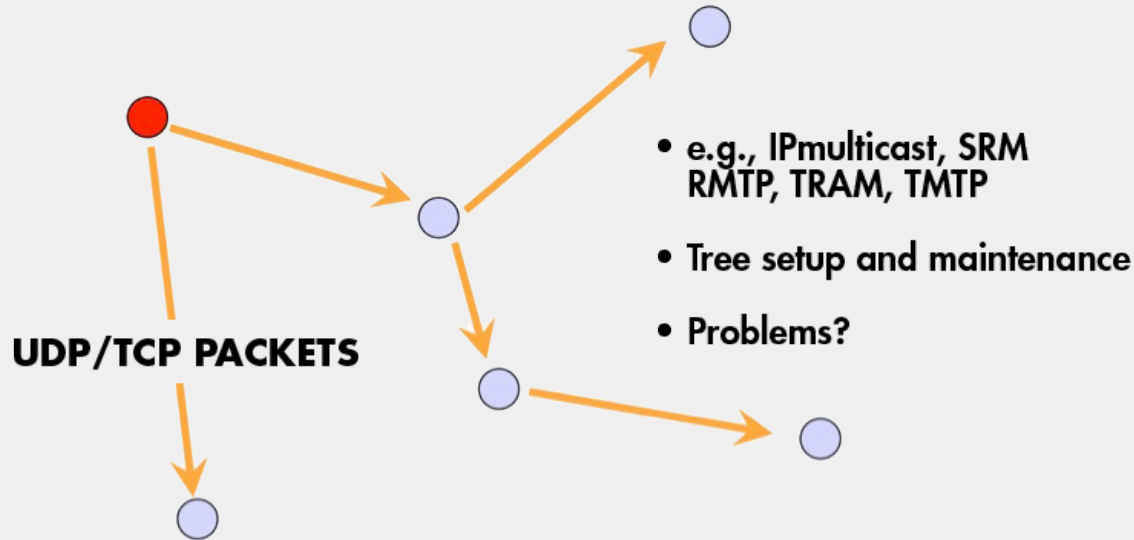 • e.g., IPmulticast, SRM
RMTP, TRAM, TMTP
• Tree setup and maintenance
• Problems?
UDP/TCP PACKETS